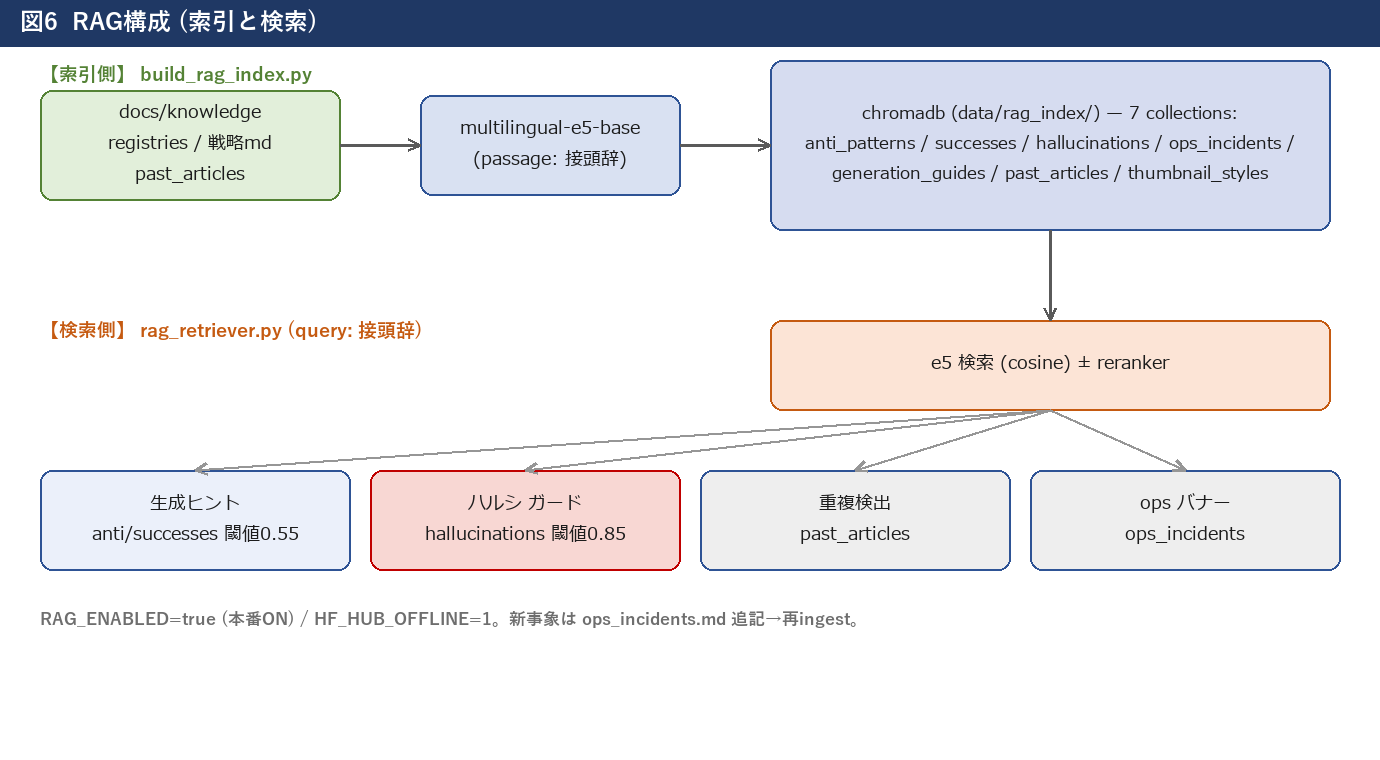 図6 RAG構成 (索引と検索)
【索引側】 build_rag_index.py
docs/knowledge
registries / 戦略md
past_articles
multilingual-e5-base
(passage: 接頭辞)
chromadb (data/rag_index/) — 7 collections:
anti_patterns / successes / hallucinations / ops_incidents /
generation_guides / past_articles / thumbnail_styles
【検索側】 rag_retriever.py (query: 接頭辞)
e5 検索 (cosine) ± reranker
生成ヒント
anti/successes 閾値0.55
ハルシ ガード
hallucinations 閾値0.85
重複検出
past_articles
ops バナー
ops_incidents
RAG_ENABLED=true (本番ON) / HF_HUB_OFFLINE=1。新事象は ops_incidents.md 追記→再ingest。